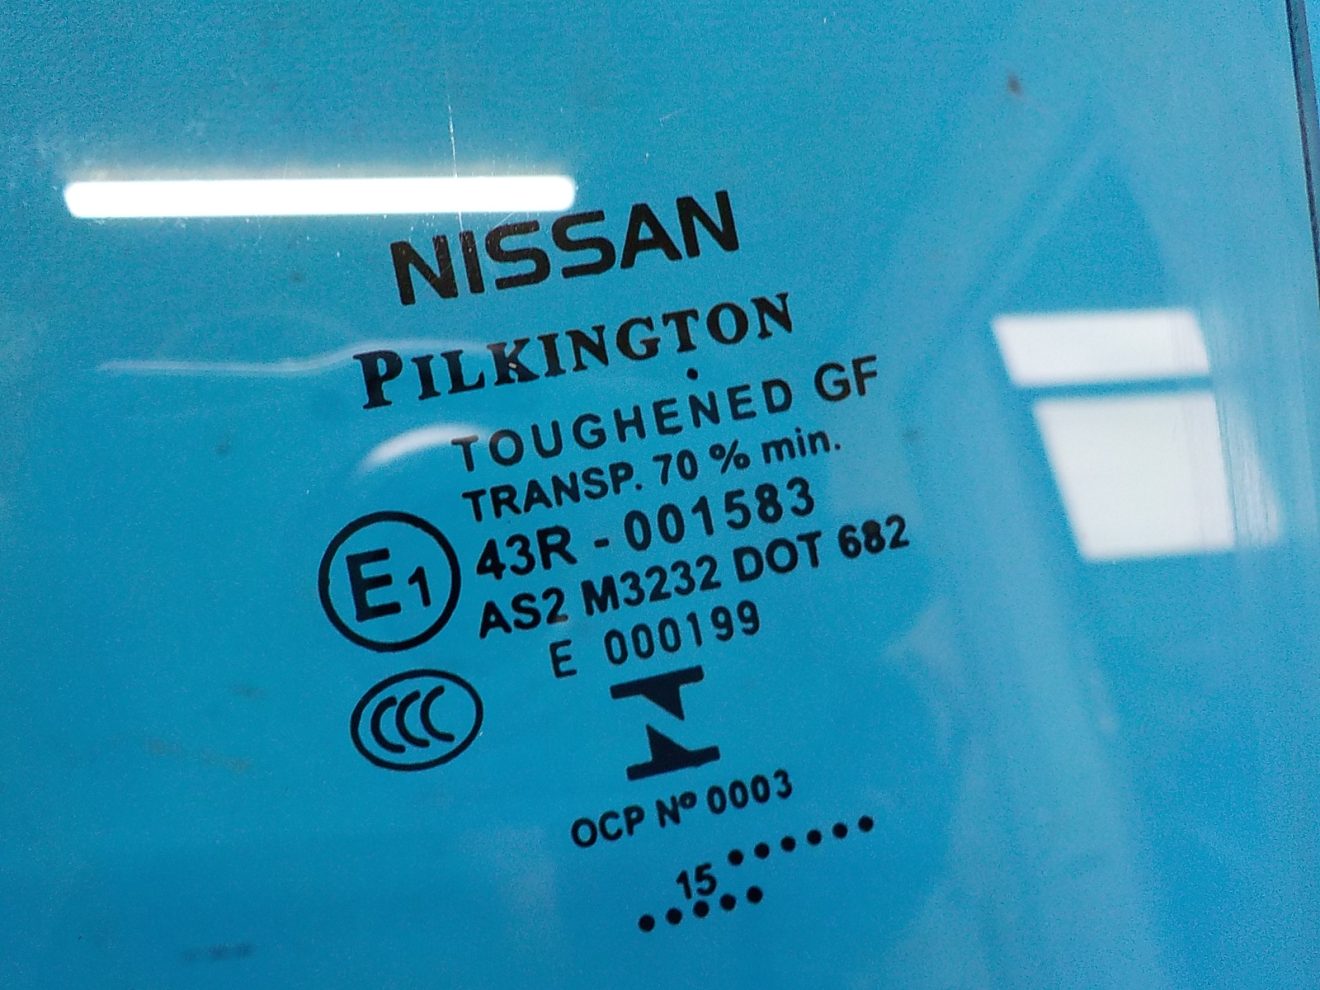 NISSAN
PILKINGTON
TOUGHENED GF
TRANSP. 70 % min.
E1 43R - 001583
AS2 M3232 DOT 682
E 000199
CCC
OCP Nº 0003
15